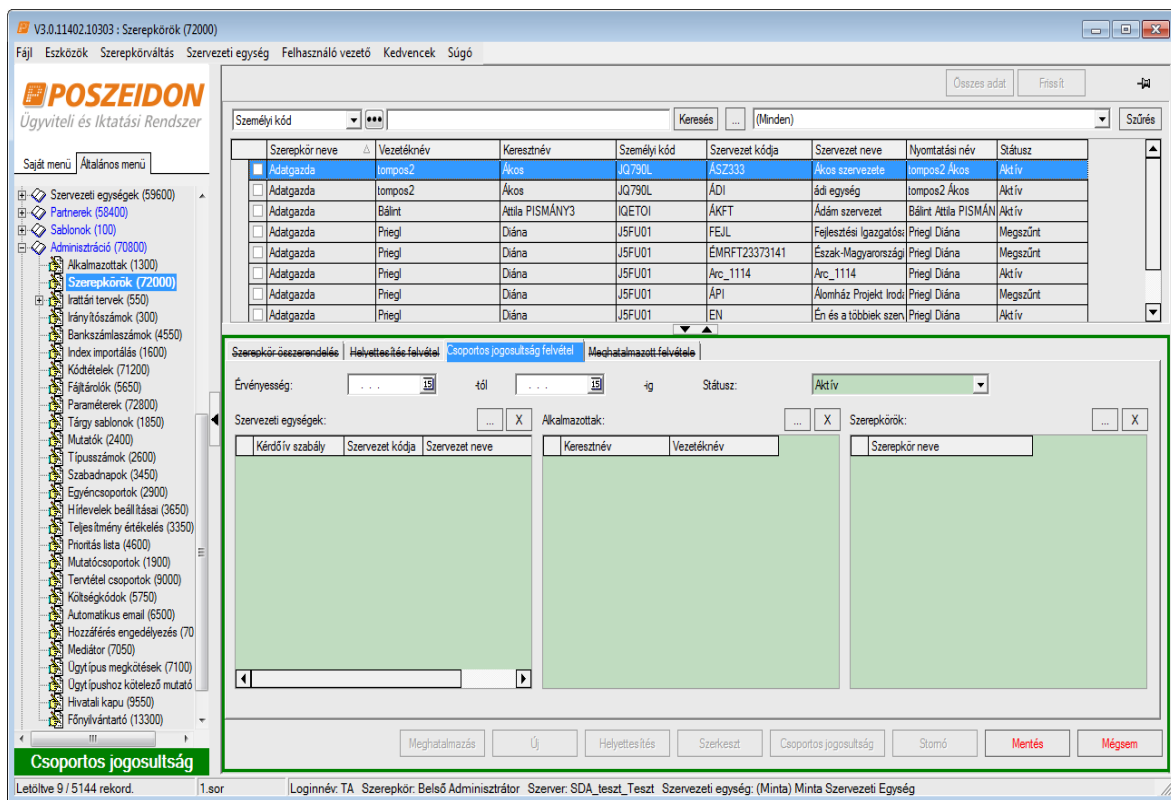 V3.0.11402.10303 : Szerepkörök (72000)
Fájl Eszközök Szerepkörváltás Szervezeti egység Felhasználó vezető Kedvencek Súgó
POSZEIDON
Ügyviteli és Iktatási Rendszer
Saját menü Általános menü
Szervezeti egységek (59600)
Partnerek (58400)
Sablonok (100)
Adminisztráció (70800)
Alkalmazottak (1300)
Szerepkörök (72000)
Irattári tervek (550)
Irányítószámok (300)
Bankszámlaszámok (4550)
Index importálás (1600)
Kódtételek (71200)
Fájltárolók (5650)
Paraméterek (72800)
Tárgy sablonok (1850)
Mutatók (2400)
Típusszámok (2600)
Szabadnapok (3450)
Egyéncsoportok (2900)
Hírlevelek beállításai (3650)
Teljesítmény értékelés (3350)
Prioritás lista (4600)
Mutatócsoportok (1900)
Tervtétel csoportok (9000)
Költségkódok (5750)
Automatikus email (6500)
Hozzáférés engedélyezés (70
Mediátor (7050)
Ügytípus megkötések (7100)
Ügytípushoz kötelező mutató
Hivatali kapu (9550)
Főnyilvántartó (13300)
Csoportos jogosultság
Összes adat Frissít
Személyi kód Keresés ... (Minden) Szűrés
Szerepkör neve Vezetéknév Keresztnév Személyi kód Szervezet kódja Szervezet neve Nyomtatási név Státusz
Adatgazda tompos2 Ákos JQ790L ÁSZ333 Ákos szervezete tompos2 Ákos Aktív
Adatgazda tompos2 Ákos JQ790L ÁDI ádi egység tompos2 Ákos Aktív
Adatgazda Bálint Attila PISMÁNY3 IQETOI ÁKFT Ádám szervezet Bálint Attila PISMÁN Aktív
Adatgazda Priegl Diána J5FU01 FEJL Fejlesztési Igazgatósá Priegl Diána Megszűnt
Adatgazda Priegl Diána J5FU01 ÉMRFT23373141 Észak-Magyarországi Priegl Diána Megszűnt
Adatgazda Priegl Diána J5FU01 Arc_1114 Arc_1114 Priegl Diána Aktív
Adatgazda Priegl Diána J5FU01 ÁPI Álomház Projekt Iroda Priegl Diána Megszűnt
Adatgazda Priegl Diána J5FU01 EN Én és a többiek szerv Priegl Diána Aktív
Szerepkör összerendelés Helyettesítés felvétel Csoportos jogosultság felvétel Meghatalmazott felvétele
Érvényesség: . . . 15 -tól . . . 15 -ig Státusz: Aktív
Szervezeti egységek: ... X Alkalmazottak: ... X Szerepkörök: ... X
Kérdőív szabály Szervezet kódja Szervezet neve Keresztnév Vezetéknév Szerepkör neve
Meghatalmazás Új Helyettesítés Szerkeszt Csoportos jogosultság Stornó Mentés Mégsem
Letöltve 9 / 5144 rekord. 1.sor Loginnév: TA Szerepkör: Belső Adminisztrátor Szerver: SDA_teszt_Teszt Szervezeti egység: (Minta) Minta Szervezeti Egység